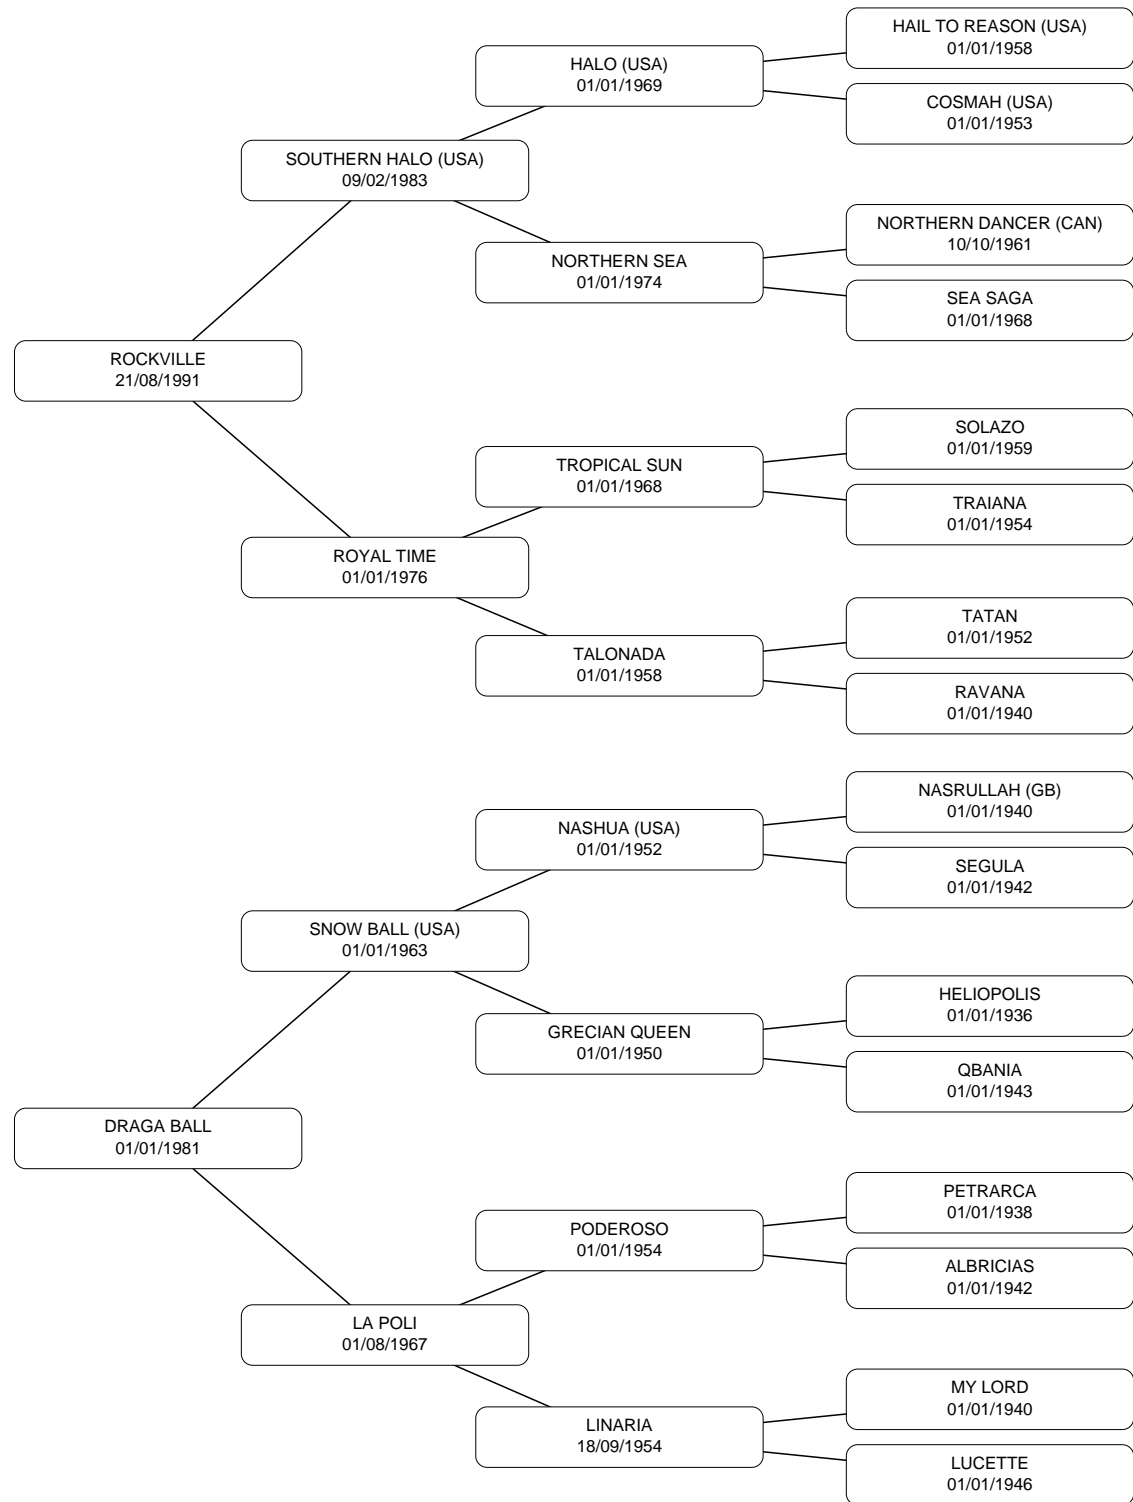 HAIL TO REASON (USA)
01/01/1958
HALO (USA)
01/01/1969
COSMAH (USA)
01/01/1953
SOUTHERN HALO (USA)
09/02/1983
NORTHERN DANCER (CAN)
10/10/1961
NORTHERN SEA
01/01/1974
SEA SAGA
01/01/1968
ROCKVILLE
21/08/1991
SOLAZO
01/01/1959
TROPICAL SUN
01/01/1968
TRAIANA
01/01/1954
ROYAL TIME
01/01/1976
TATAN
01/01/1952
TALONADA
01/01/1958
RAVANA
01/01/1940
NASRULLAH (GB)
01/01/1940
NASHUA (USA)
01/01/1952
SEGULA
01/01/1942
SNOW BALL (USA)
01/01/1963
HELIOPOLIS
01/01/1936
GRECIAN QUEEN
01/01/1950
QBANIA
01/01/1943
DRAGA BALL
01/01/1981
PETRARCA
01/01/1938
PODEROSO
01/01/1954
ALBRICIAS
01/01/1942
LA POLI
01/08/1967
MY LORD
01/01/1940
LINARIA
18/09/1954
LUCETTE
01/01/1946